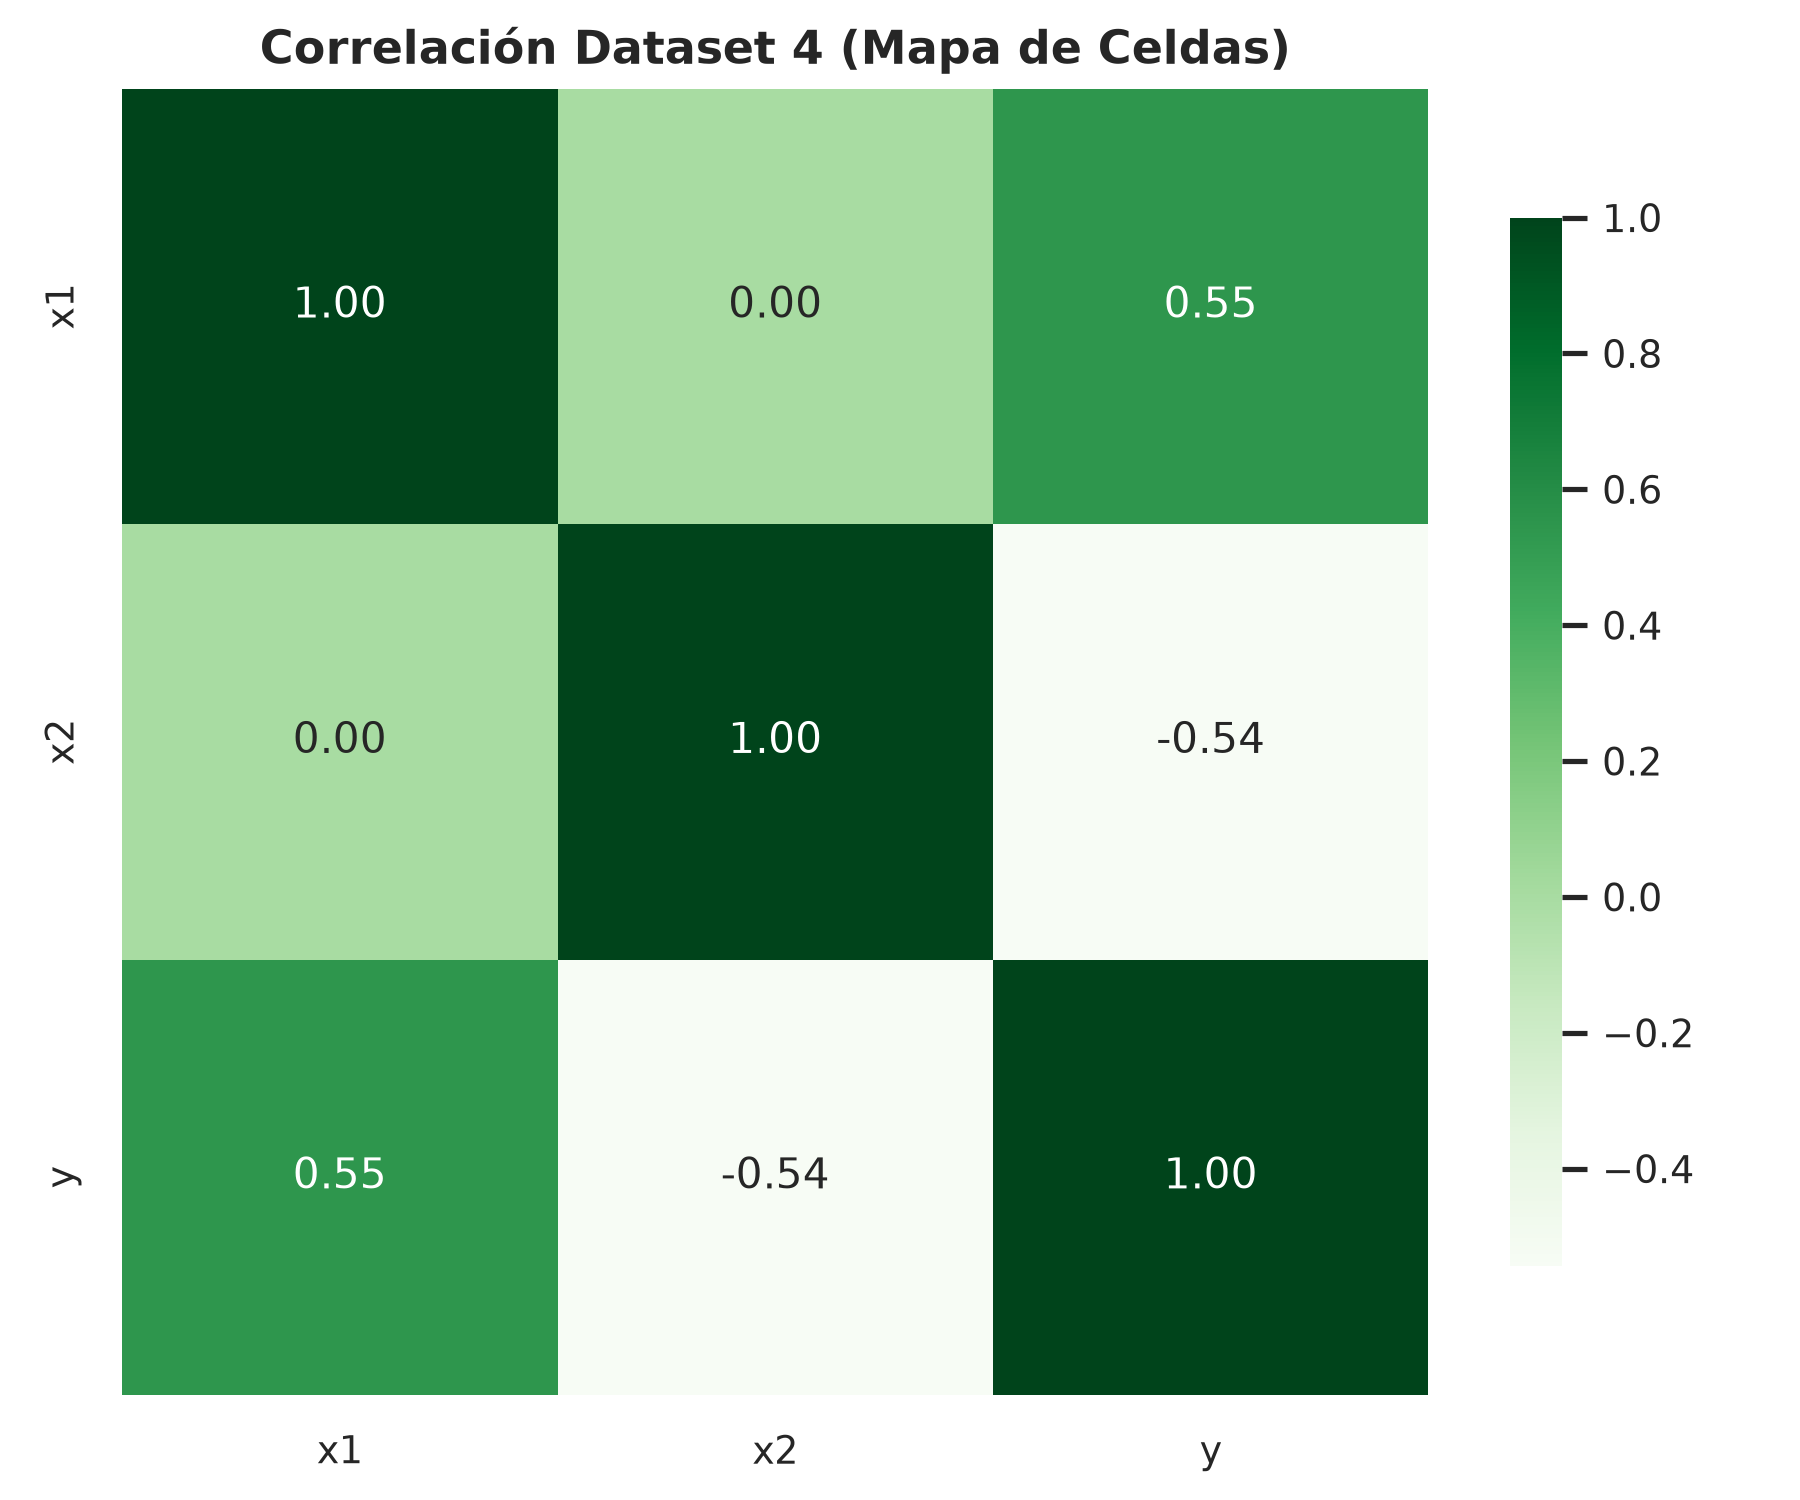 Correlación Dataset 4 (Mapa de Celdas)
x1 1.00 0.00 0.55
x2 0.00 1.00 -0.54
y 0.55 -0.54 1.00
x1 x2 y
1.0
0.8
0.6
0.4
0.2
0.0
−0.2
−0.4